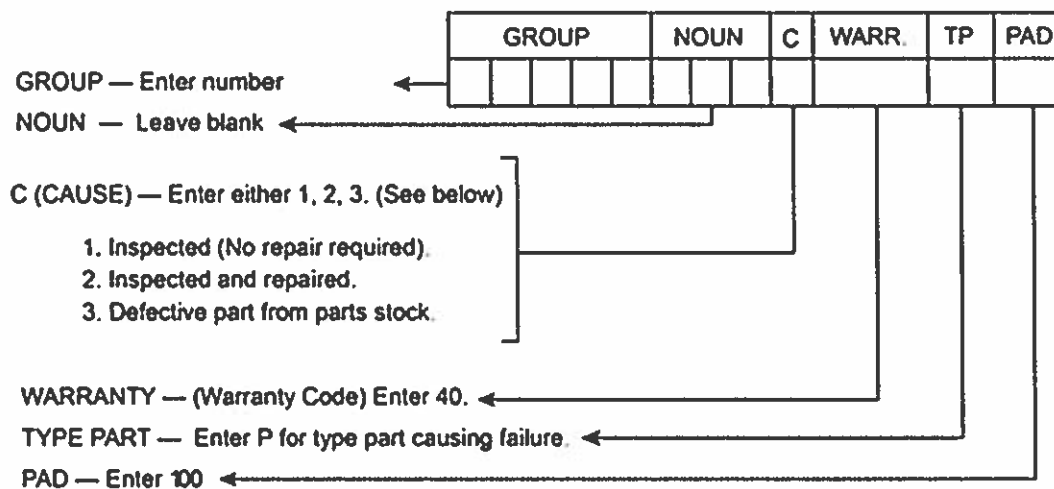 GROUP NOUN C WARR. TP PAD
GROUP — Enter number
NOUN — Leave blank
C (CAUSE) — Enter either 1, 2, 3. (See below)
1. Inspected (No repair required).
2. Inspected and repaired.
3. Defective part from parts stock.
WARRANTY — (Warranty Code) Enter 40.
TYPE PART — Enter P for type part causing failure.
PAD — Enter 100